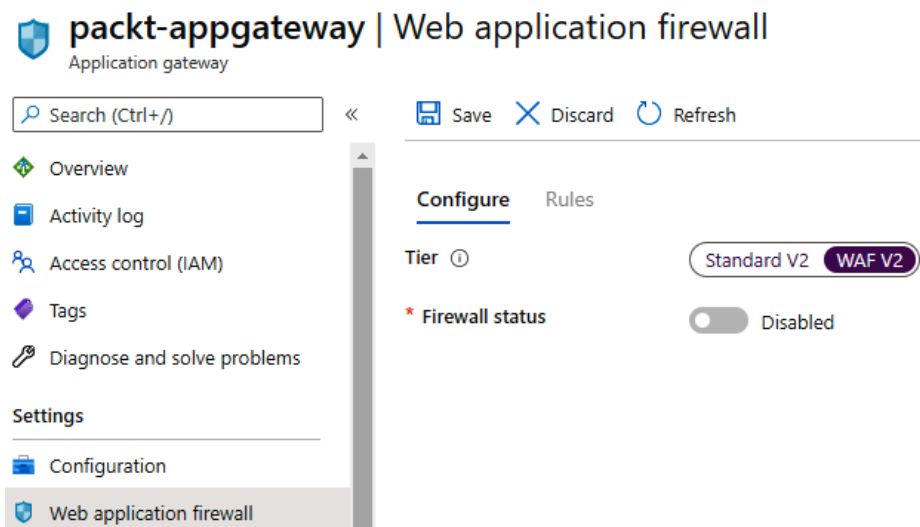 packt-appgateway | Web application firewall
Application gateway
Search (Ctrl+/)
«
Save
Discard
Refresh
Overview
Activity log
Access control (IAM)
Tags
Diagnose and solve problems
Settings
Configuration
Web application firewall
Configure
Rules
Tier
Standard V2
WAF V2
* Firewall status
Disabled